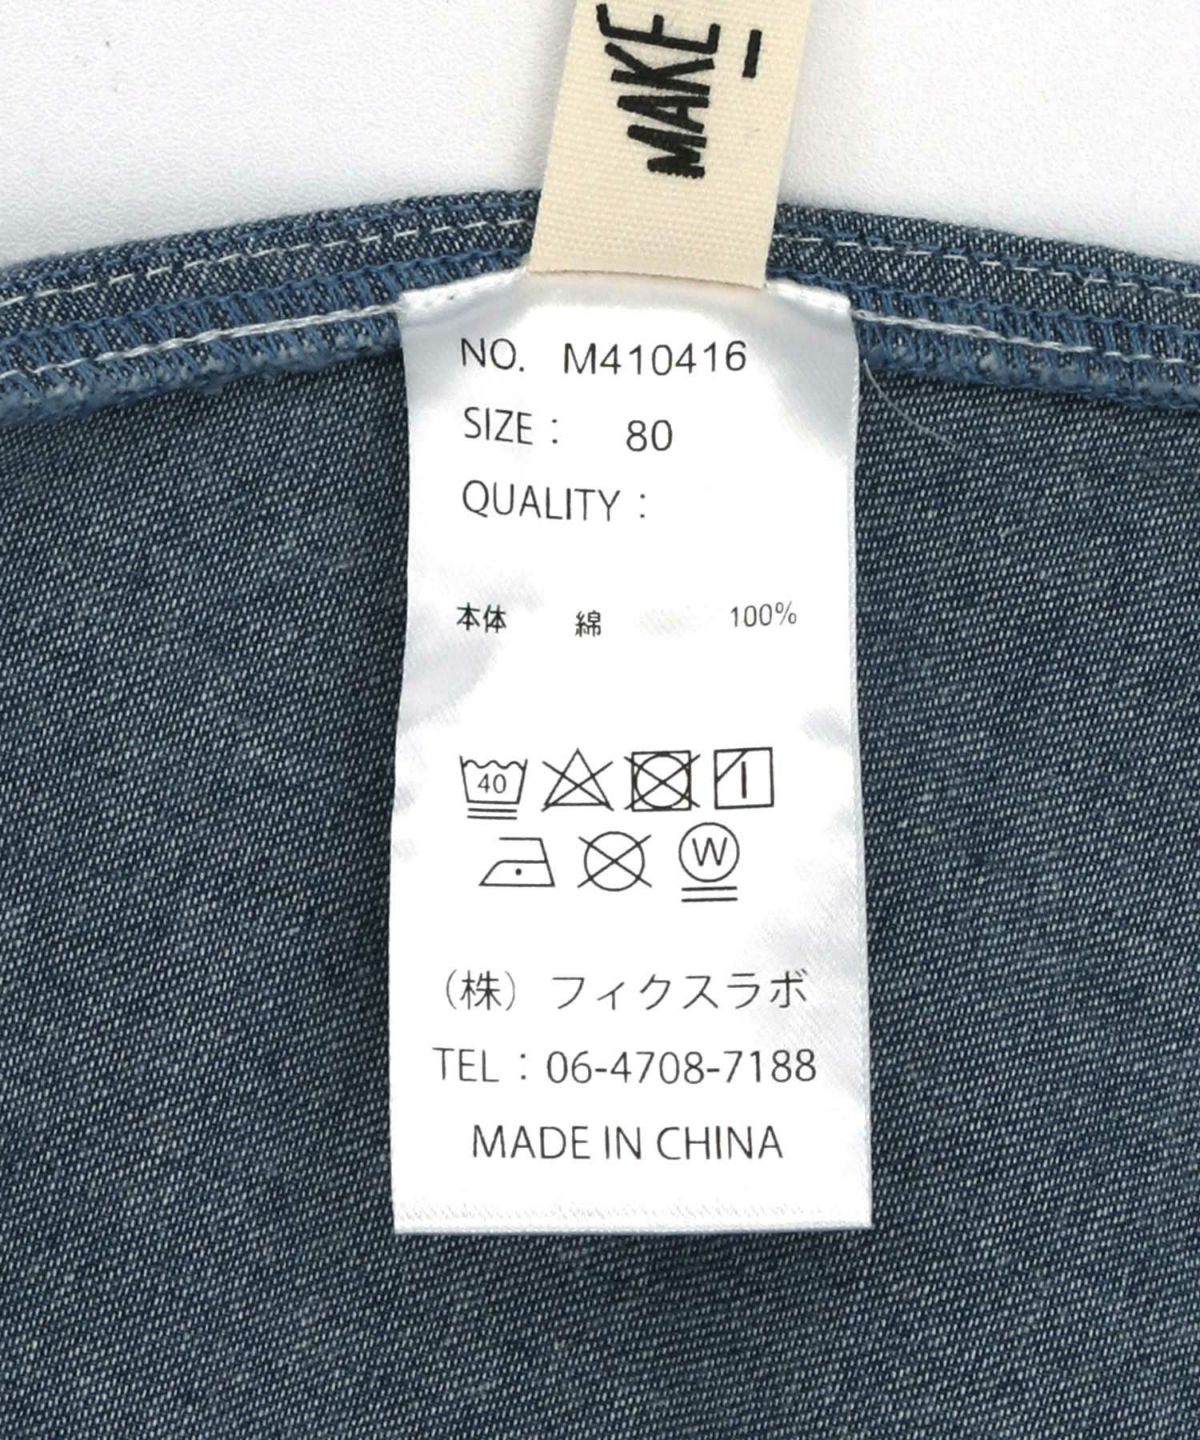 MAKE
NO. M410416
SIZE : 80
QUALITY :
本体 綿 100%
40
W
(株) フィクスラボ
TEL : 06-4708-7188
MADE IN CHINA